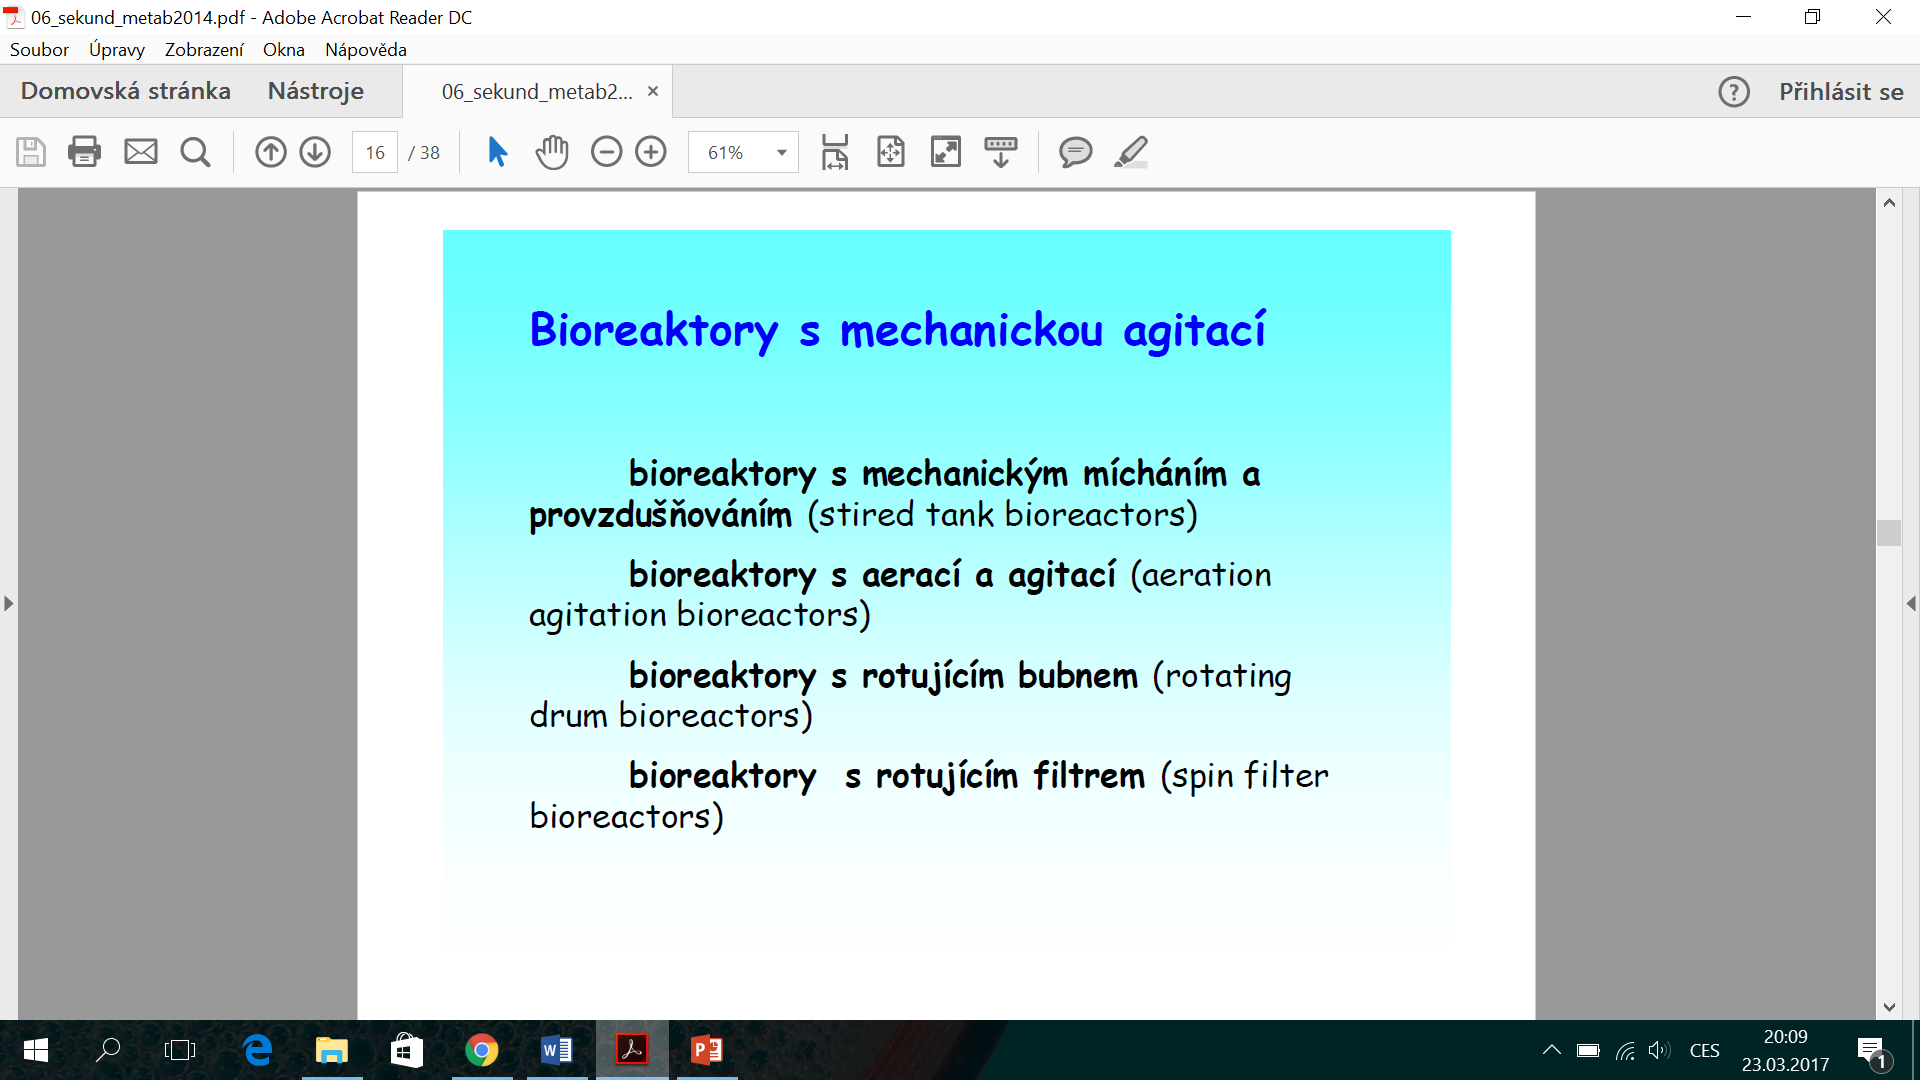 06_sekund_metab2014.pdf - Adobe Acrobat Reader DC
Soubor Úpravy Zobrazení Okna Nápověda
Domovská stránka Nástroje 06_sekund_metab2... × ? Přihlásit se
16 / 38 61%
Bioreaktory s mechanickou agitací
bioreaktory s mechanickým mícháním a
provzdušňováním (stired tank bioreactors)
bioreaktory s aerací a agitací (aeration
agitation bioreactors)
bioreaktory s rotujícím bubnem (rotating
drum bioreactors)
bioreaktory s rotujícím filtrem (spin filter
bioreactors)
CES
20:09
23.03.2017
1